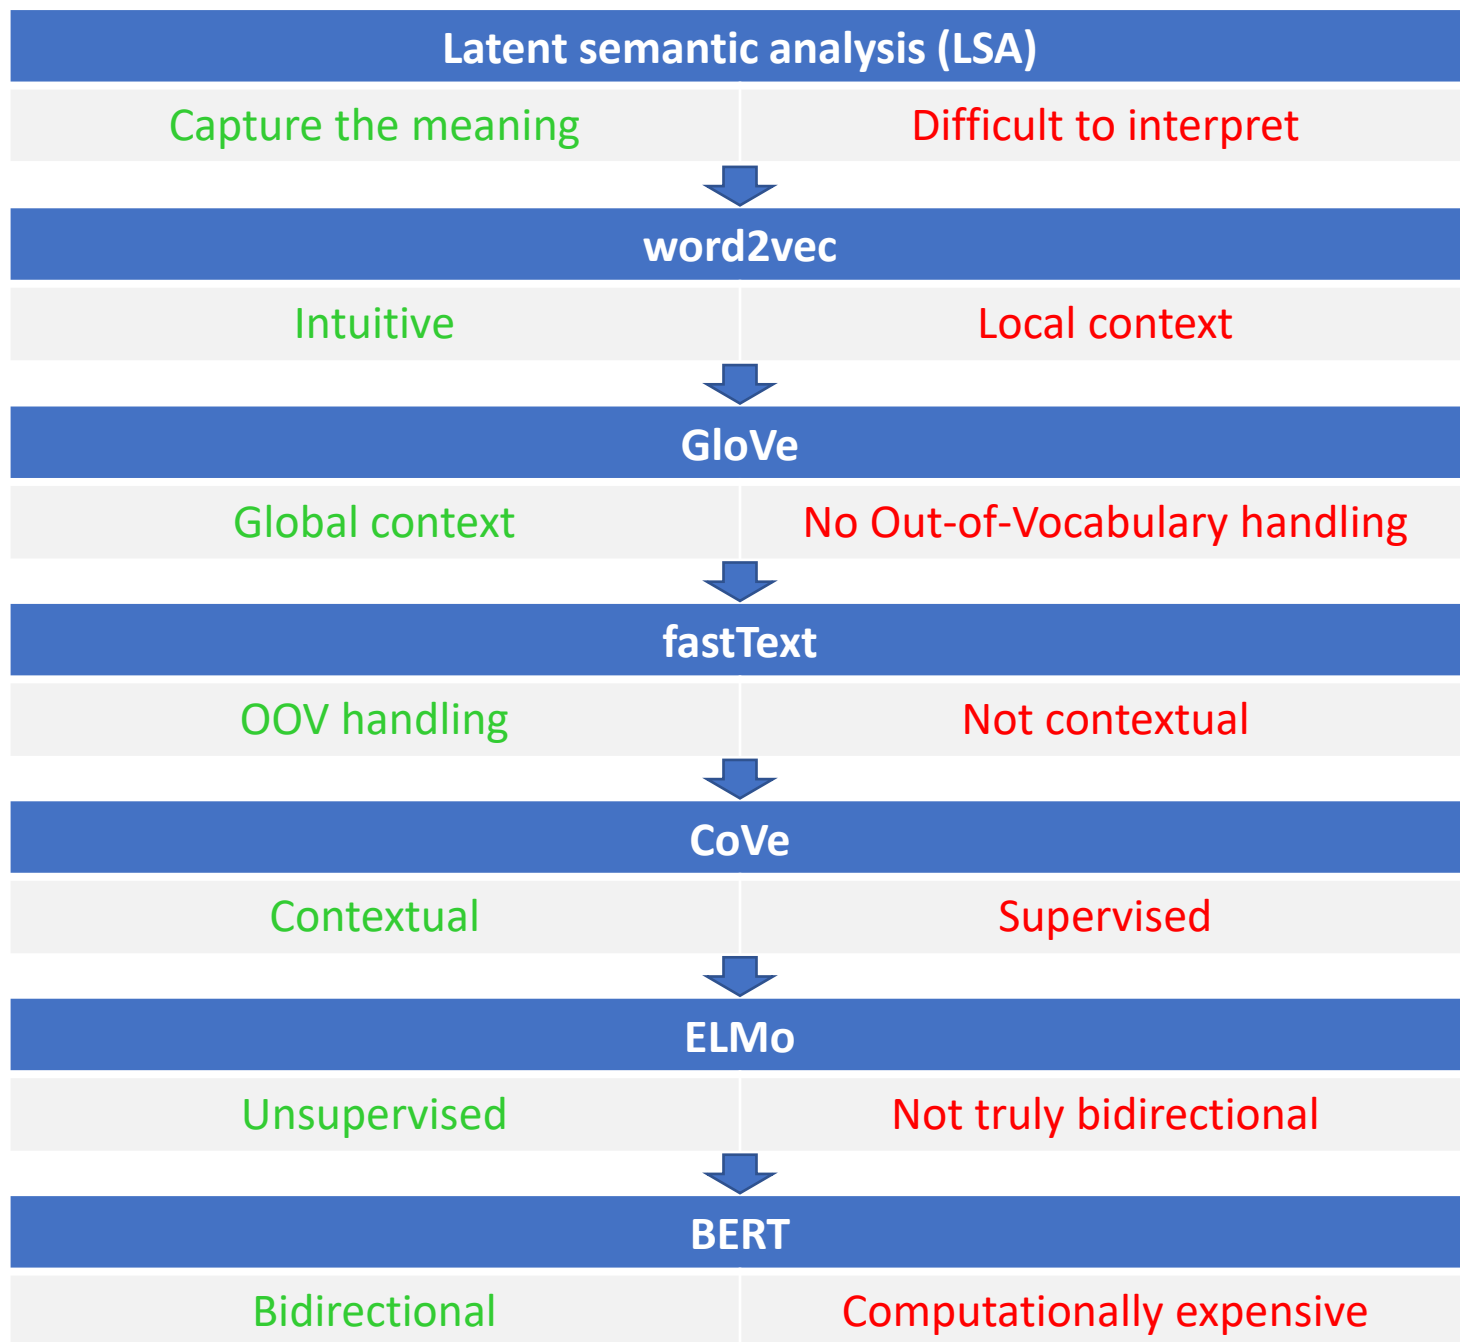 Latent semantic analysis (LSA)
Capture the meaning
Difficult to interpret
word2vec
Intuitive
Local context
GloVe
Global context
No Out-of-Vocabulary handling
fastText
OOV handling
Not contextual
CoVe
Contextual
Supervised
ELMo
Unsupervised
Not truly bidirectional
BERT
Bidirectional
Computationally expensive